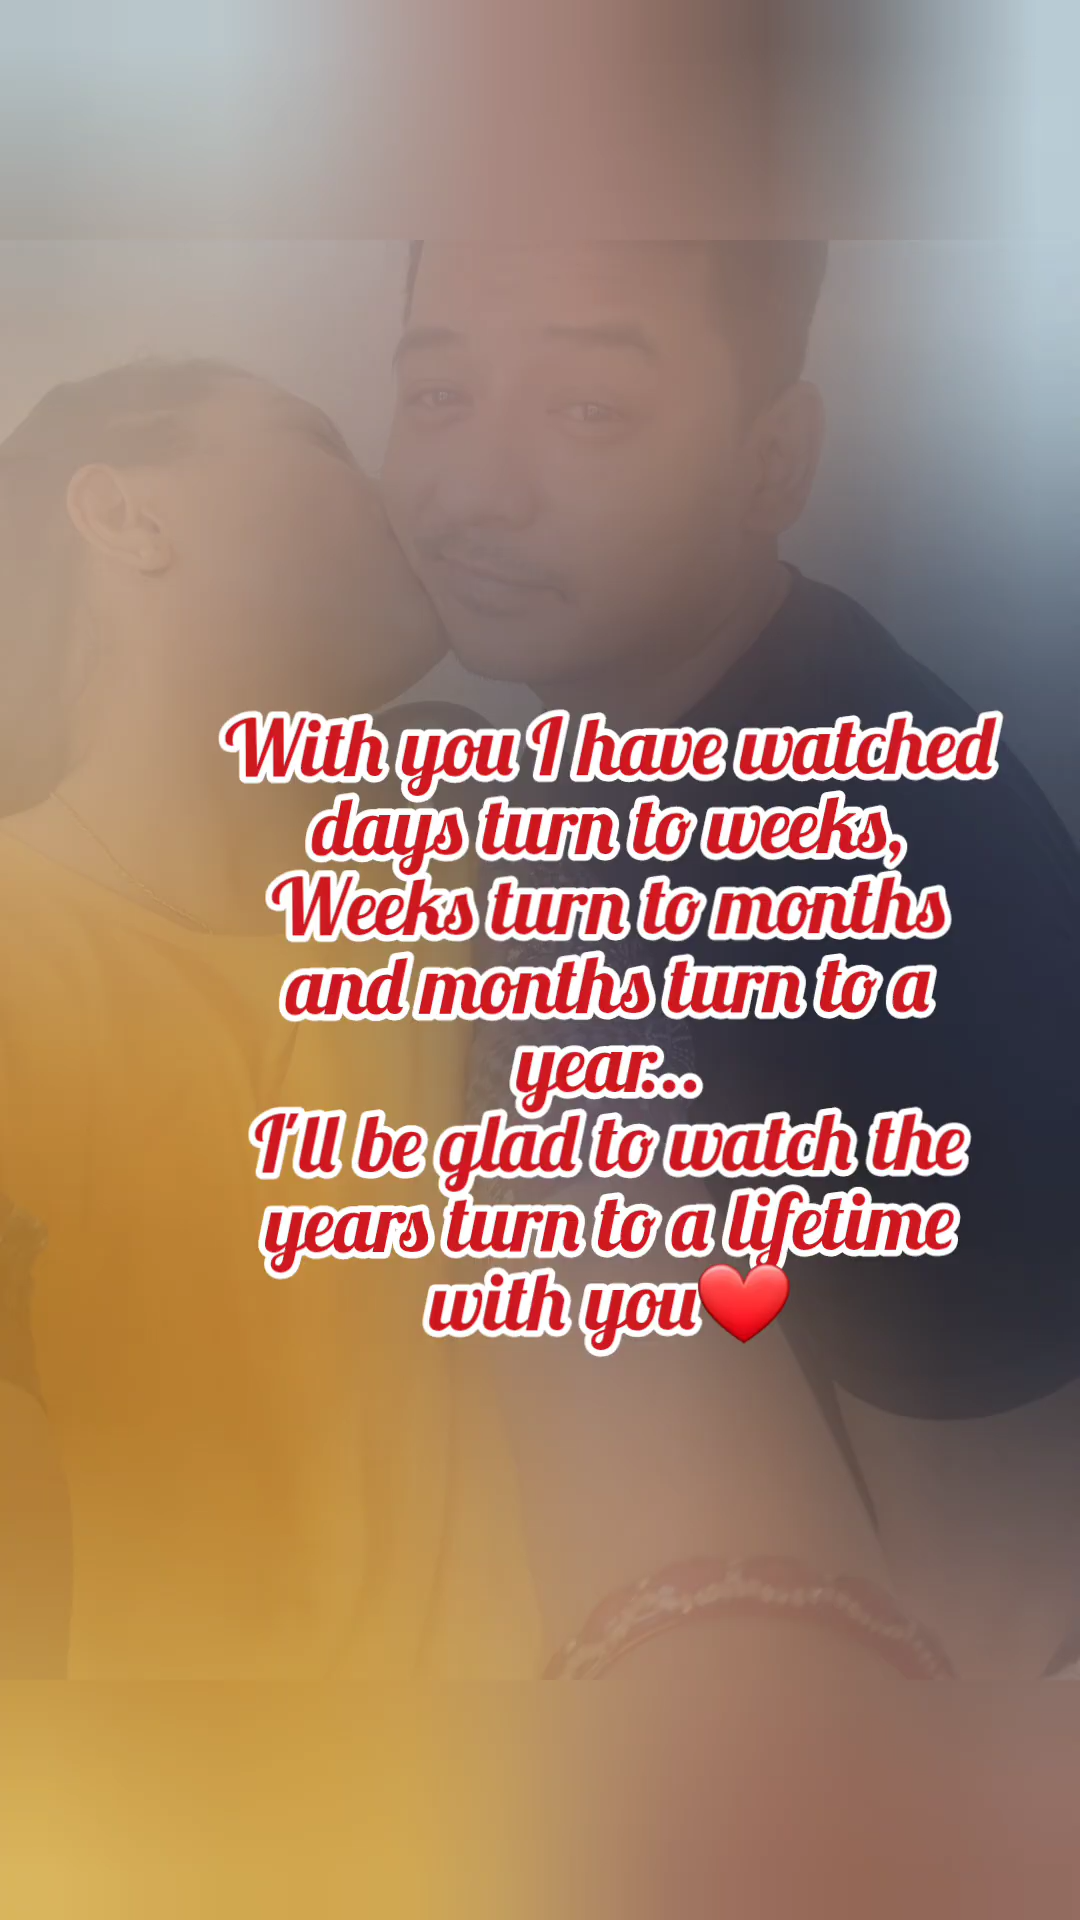 With you I have watched
days turn to weeks,
Weeks turn to months
and months turn to a
year...
I'll be glad to watch the
years turn to a lifetime
with you❤️